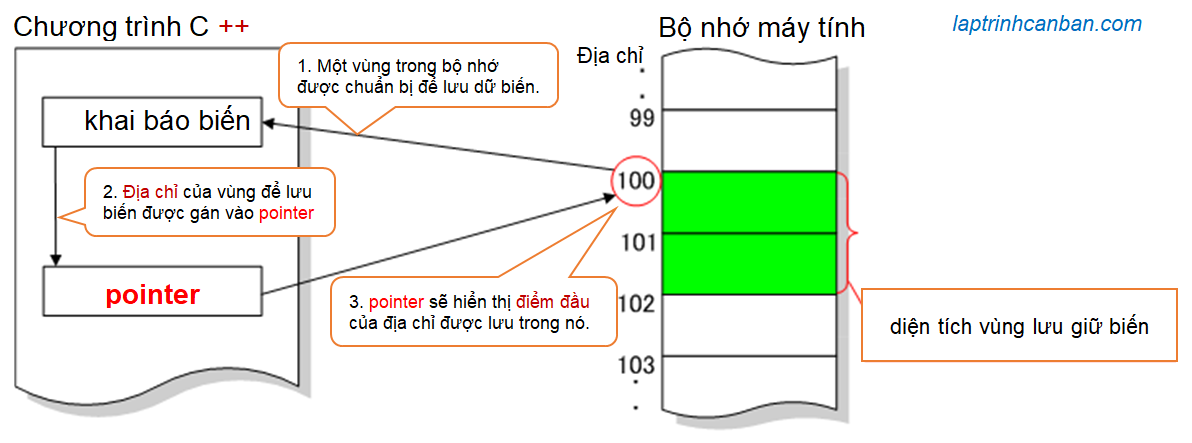 Chương trình C ++
Bộ nhớ máy tính
laptrinhcanban.com
1. Một vùng trong bộ nhớ
được chuẩn bị để lưu dữ biến.
Địa chỉ
khai báo biến
99
2. Địa chỉ của vùng để lưu
biến được gán vào pointer
100
101
pointer
3. pointer sẽ hiển thị điểm đầu
của địa chỉ được lưu trong nó.
102
diện tích vùng lưu giữ biến
103